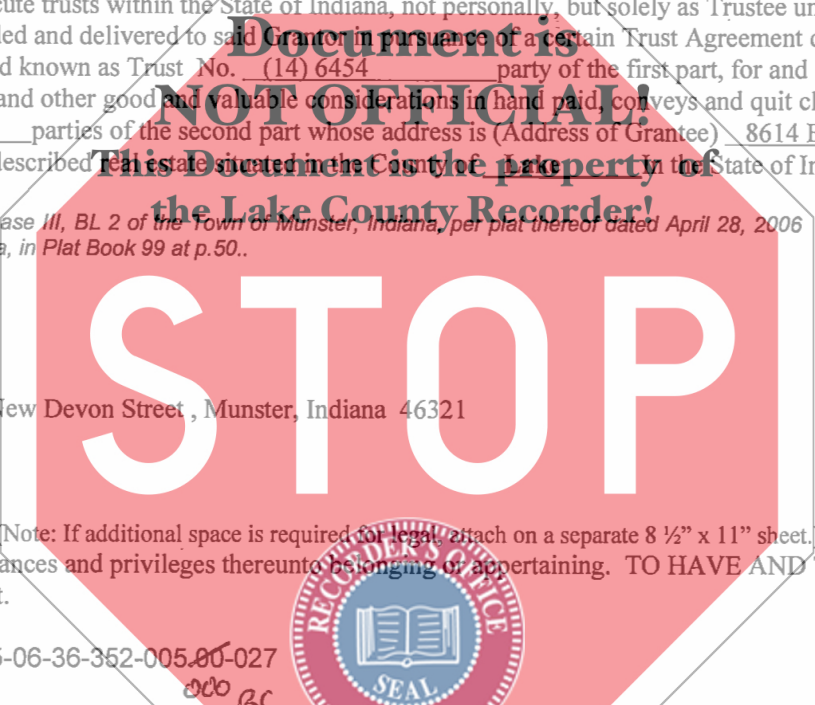 cute trusts within the State of Indiana, not personally, but solely as Trustee un
Document is
led and delivered to said Grantor in pursuance of a certain Trust Agreement d
d known as Trust No. (14) 6454 party of the first part, for and
NOT OFFICIAL!
and other good and valuable considerations in hand paid, conveys and quit cl
parties of the second part whose address is (Address of Grantee) 8614 E
This Document is the property of
described real estate situated in the County of Lake In the State of In
the Lake County Recorder!
ase III, BL 2 of the Town of Munster, Indiana, per plat thereof dated April 28, 2006
a, in Plat Book 99 at p.50..
STOP
New Devon Street , Munster, Indiana 46321
[Note: If additional space is required for legal, attach on a separate 8 ½” x 11” sheet.]
ances and privileges thereunto belonging or appertaining. TO HAVE AND
t.
RECORDER'S OFFICE
SEAL
-06-36-352-005.00-027
000 BC